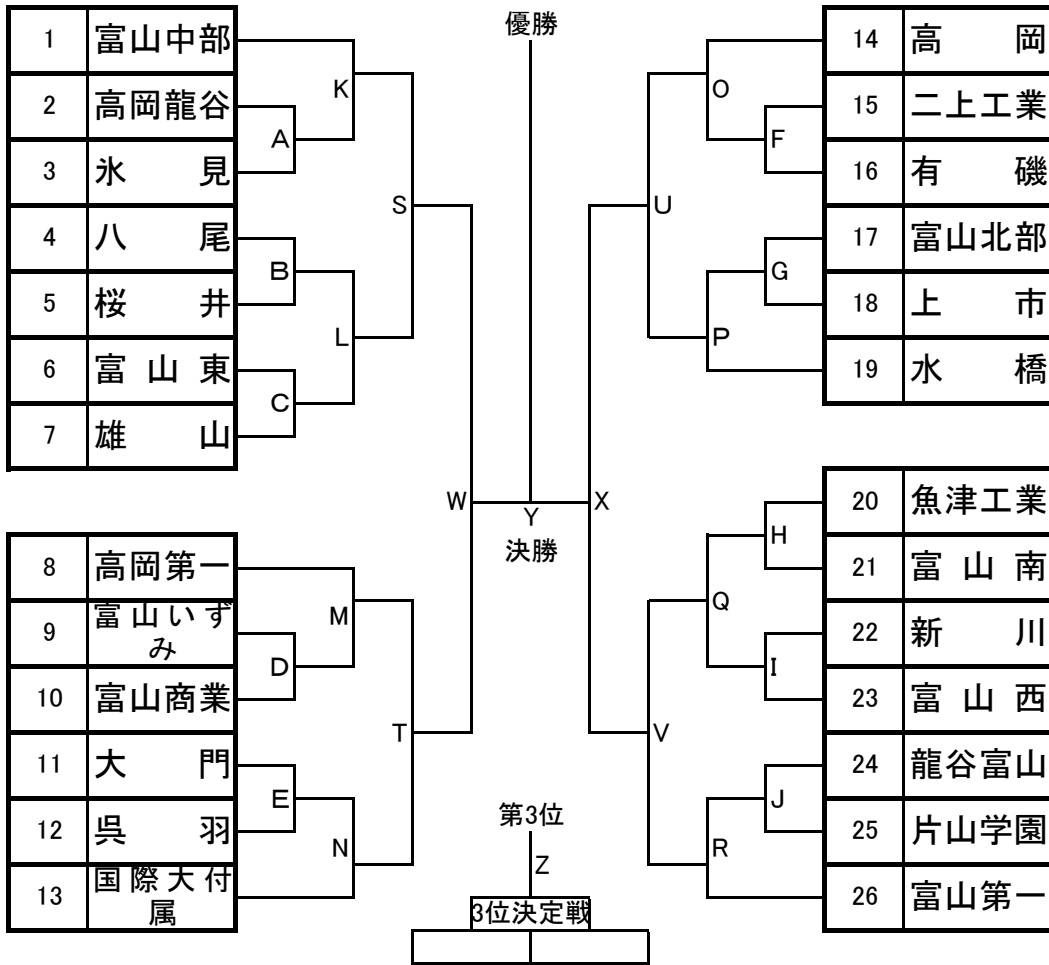 1 富山中部
2 高岡龍谷
3 氷見
4 八尾
5 桜井
6 富山東
7 雄山
K
A
S
B
L
C
優勝
14 高岡
15 二上工業
16 有磯
17 富山北部
18 上市
19 水橋
O
F
U
G
P
W
Y
X
決勝
8 高岡第一
9 富山いず
み
10 富山商業
11 大門
12 呉羽
13 国際大付
属
M
D
T
E
N
20 魚津工業
21 富山南
22 新川
23 富山西
24 龍谷富山
25 片山学園
26 富山第一
H
Q
I
V
J
R
第3位
Z
3位決定戦